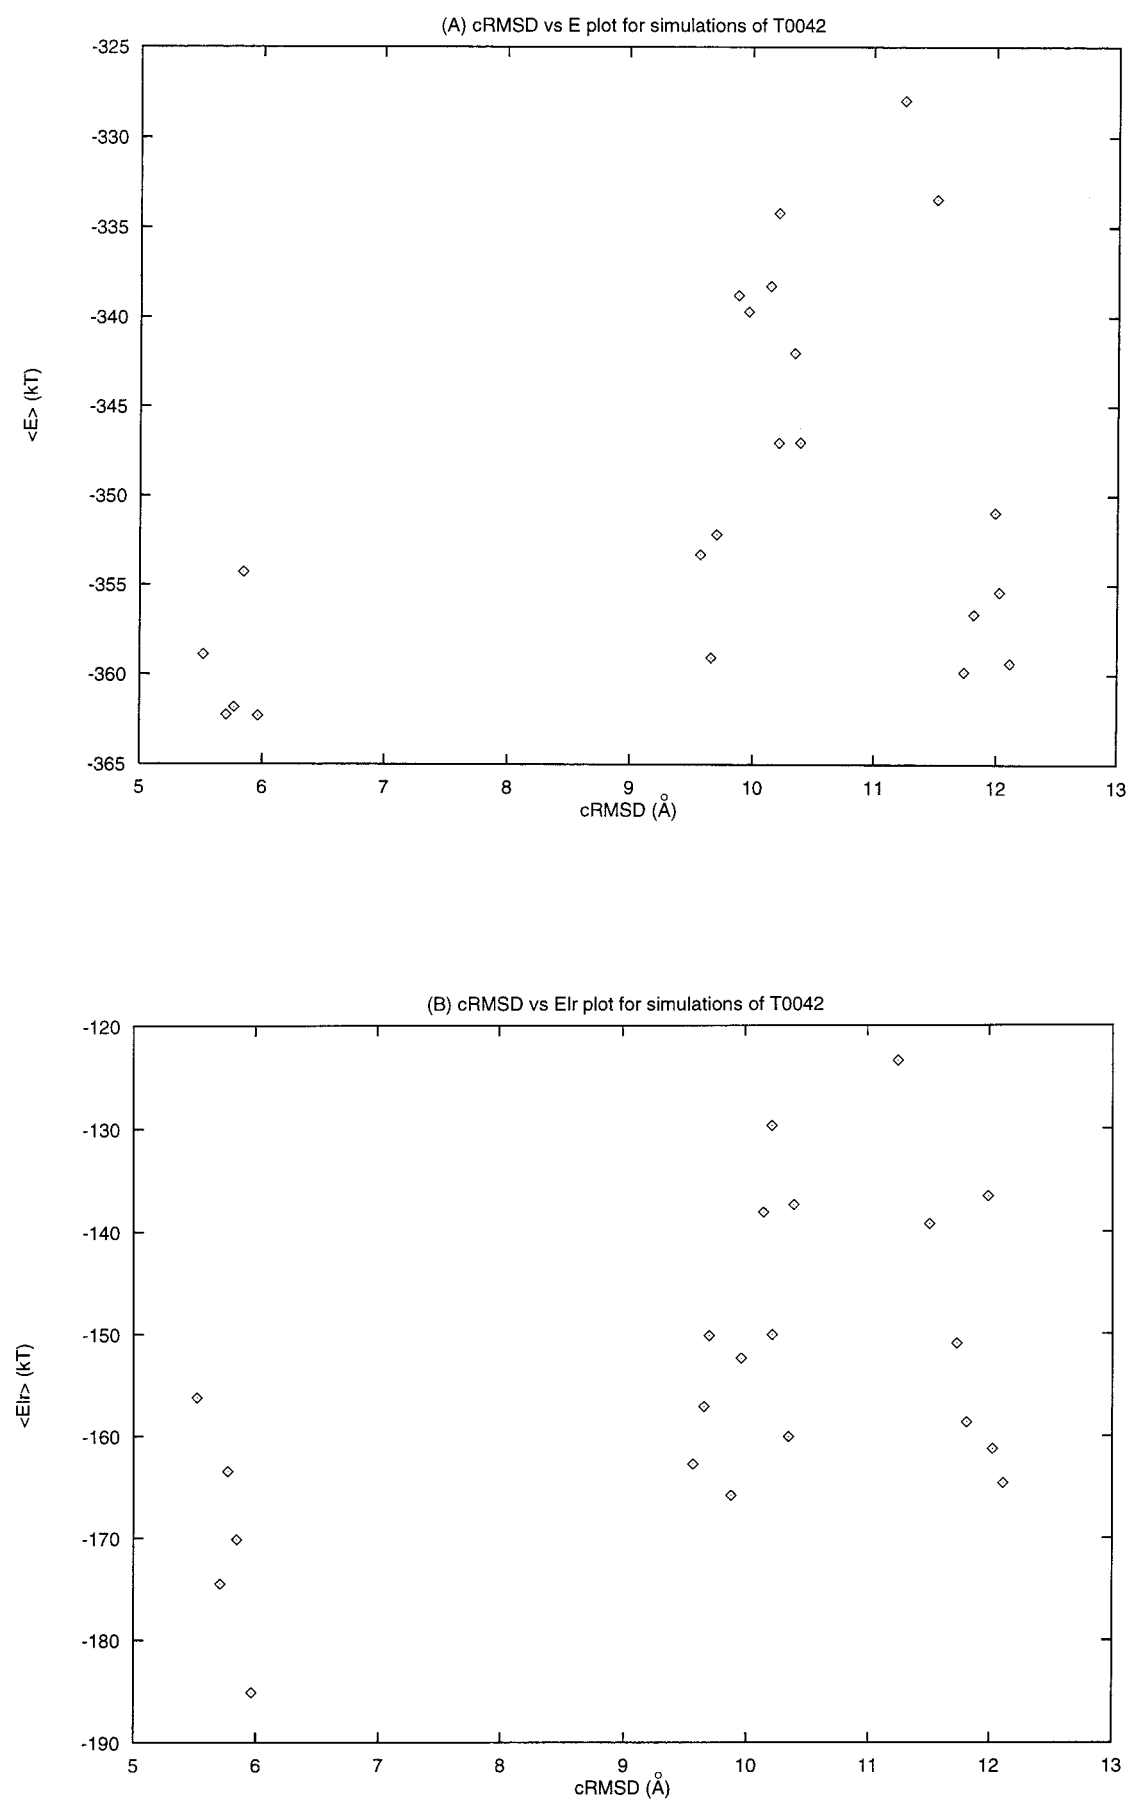 (A) cRMSD vs E plot for simulations of T0042
-325
-330
-335
-340
-345
-350
-355
-360
-365
<E> (kT)
5 6 7 8 9 10 11 12 13
cRMSD (Å)
(B) cRMSD vs Elr plot for simulations of T0042
-120
-130
-140
-150
-160
-170
-180
-190
<Elr> (kT)
5 6 7 8 9 10 11 12 13
cRMSD (Å)